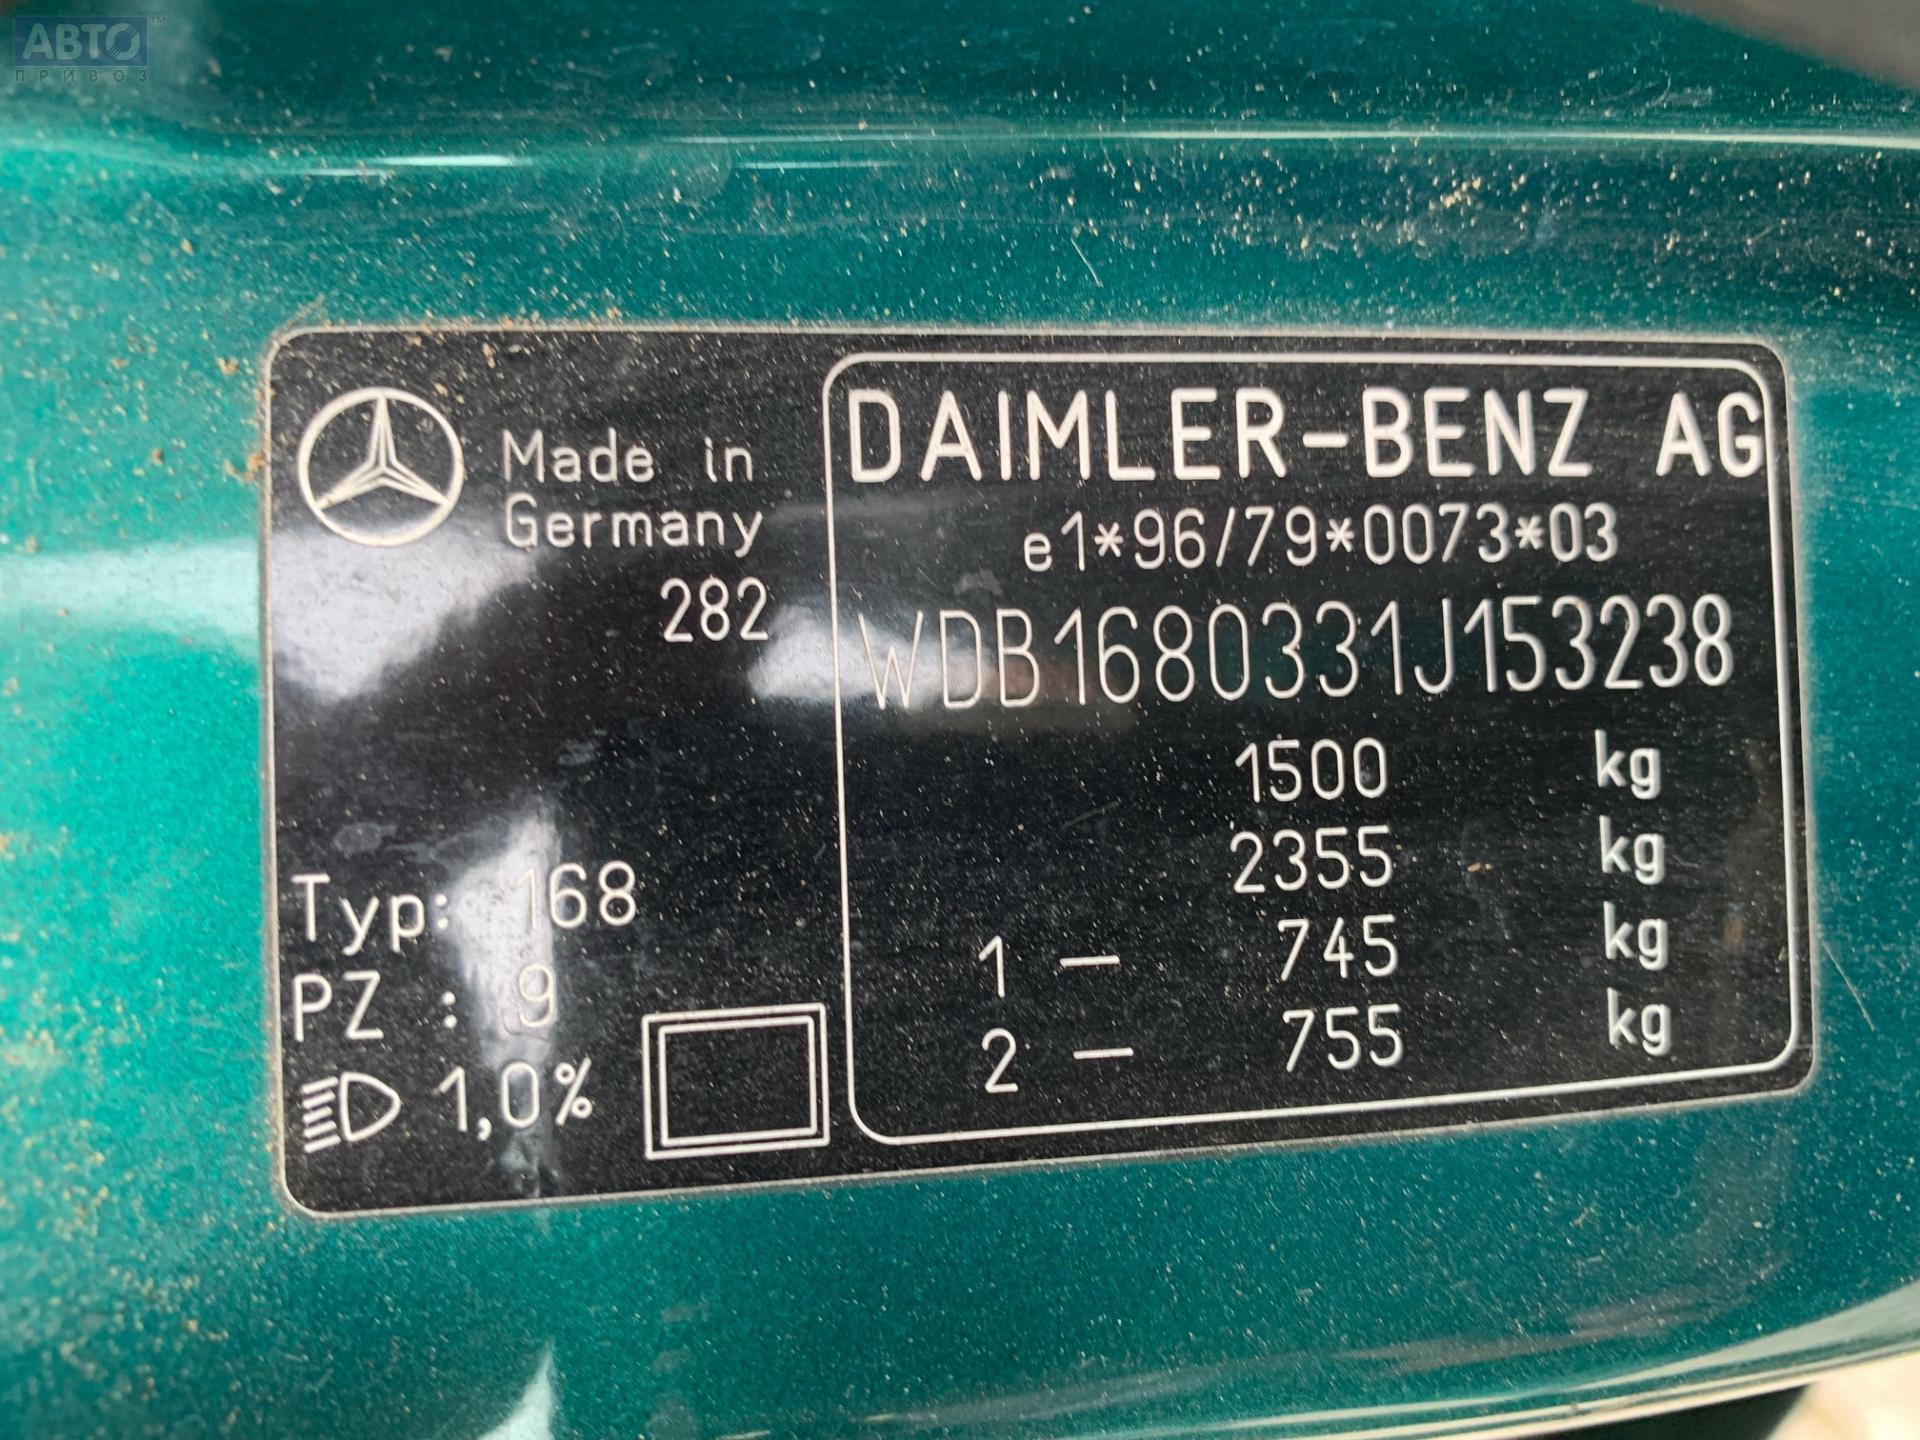 АВТО™
ПРИВОЗ
Made in
Germany
282
Typ: 168
PZ : 9
1,0%
DAIMLER-BENZ AG
e1*96/79*0073*03
WDB1680331J153238
1500 kg
2355 kg
1 – 745 kg
2 – 755 kg